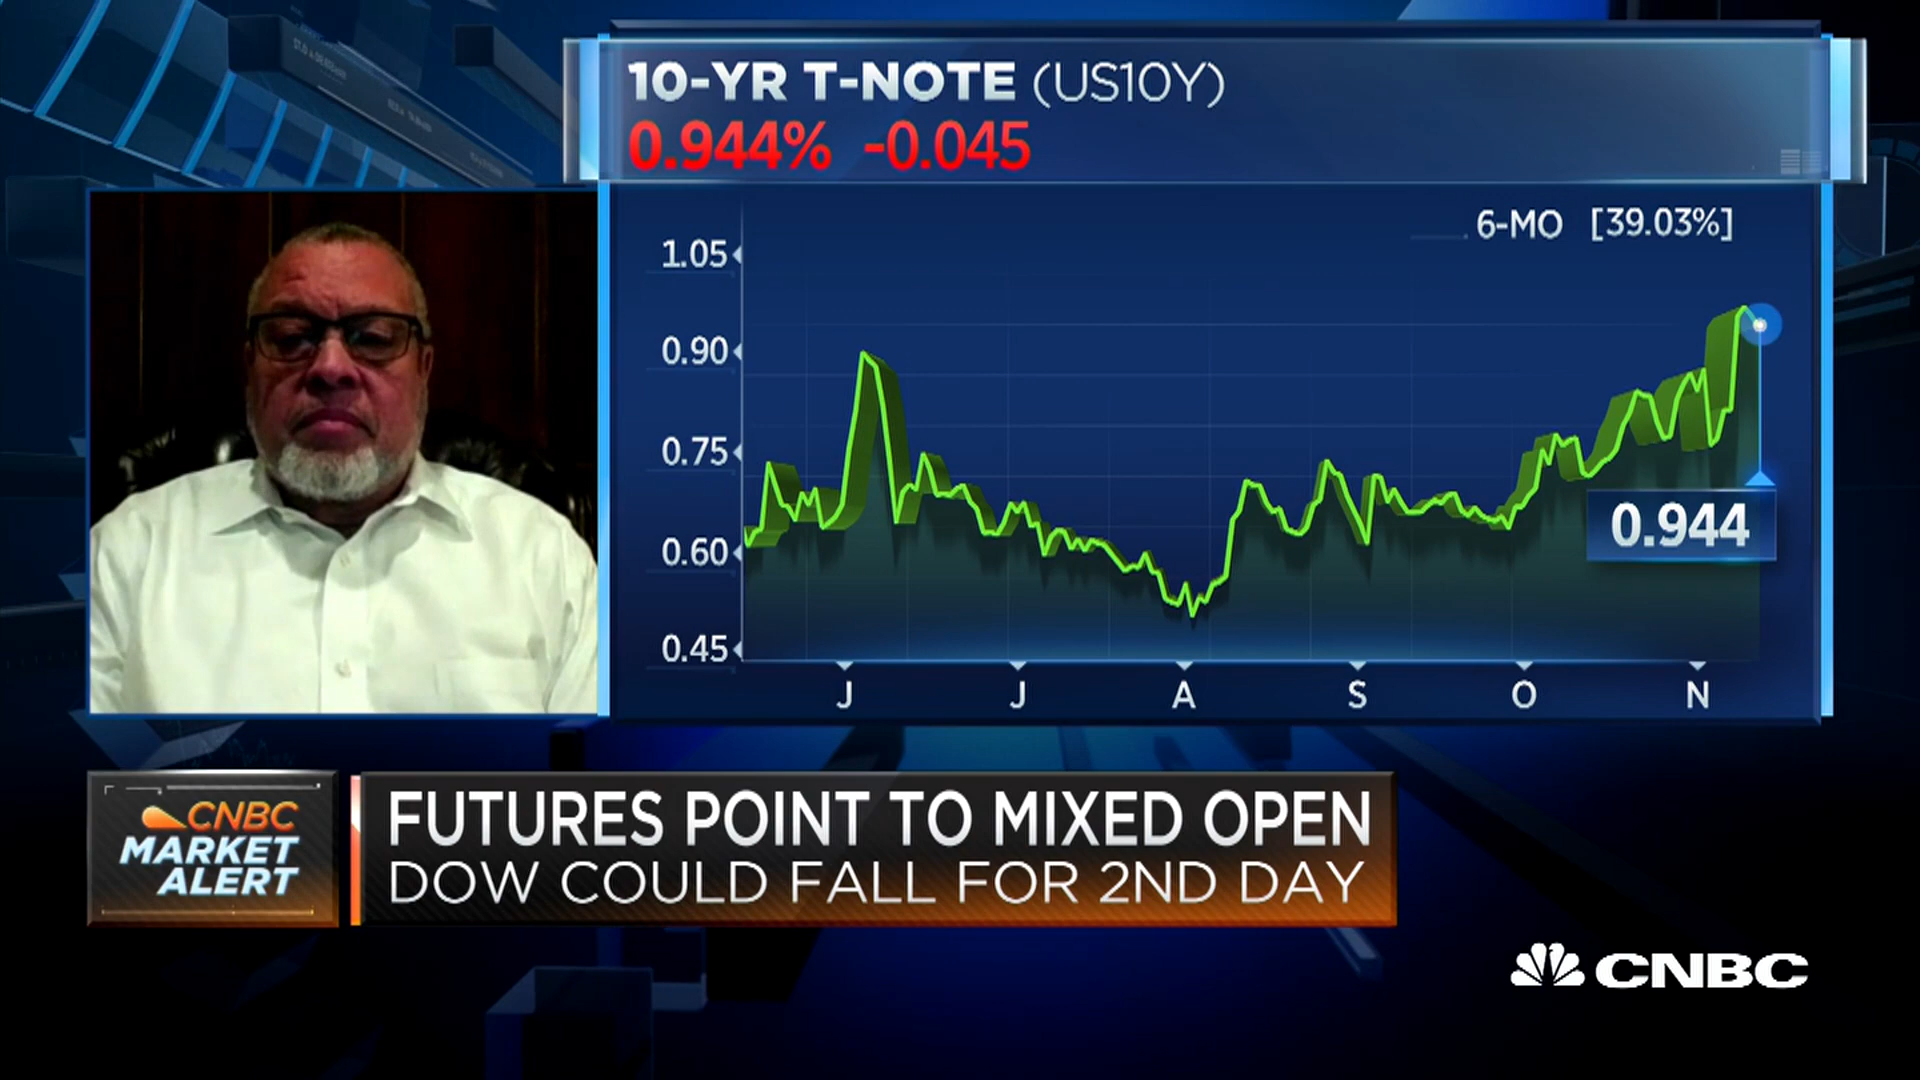 10-YR T-NOTE (US10Y)
0.944% -0.045
6-MO [39.03%]
1.05
0.90
0.75
0.60
0.45
0.944
J J A S O N
CNBC
MARKET
ALERT
FUTURES POINT TO MIXED OPEN
DOW COULD FALL FOR 2ND DAY
CNBC